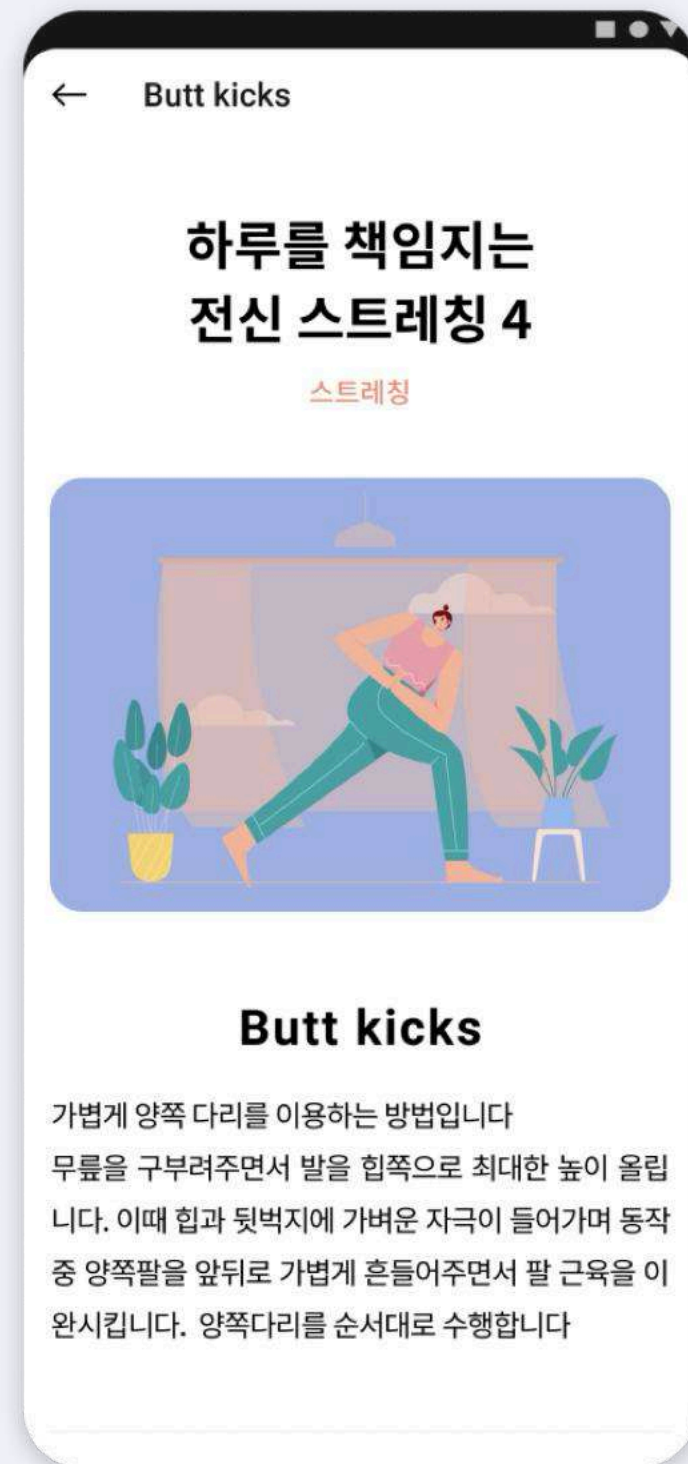 Butt kicks
하루를 책임지는
전신 스트레칭 4
스트레칭
Butt kicks
가볍게 양쪽 다리를 이용하는 방법입니다
무릎을 구부려주면서 발을 힙쪽으로 최대한 높이 올립
니다. 이때 힙과 뒷벅지에 가벼운 자극이 들어가며 동작
중 양쪽팔을 앞뒤로 가볍게 흔들어주면서 팔 근육을 이
완시킵니다. 양쪽다리를 순서대로 수행합니다